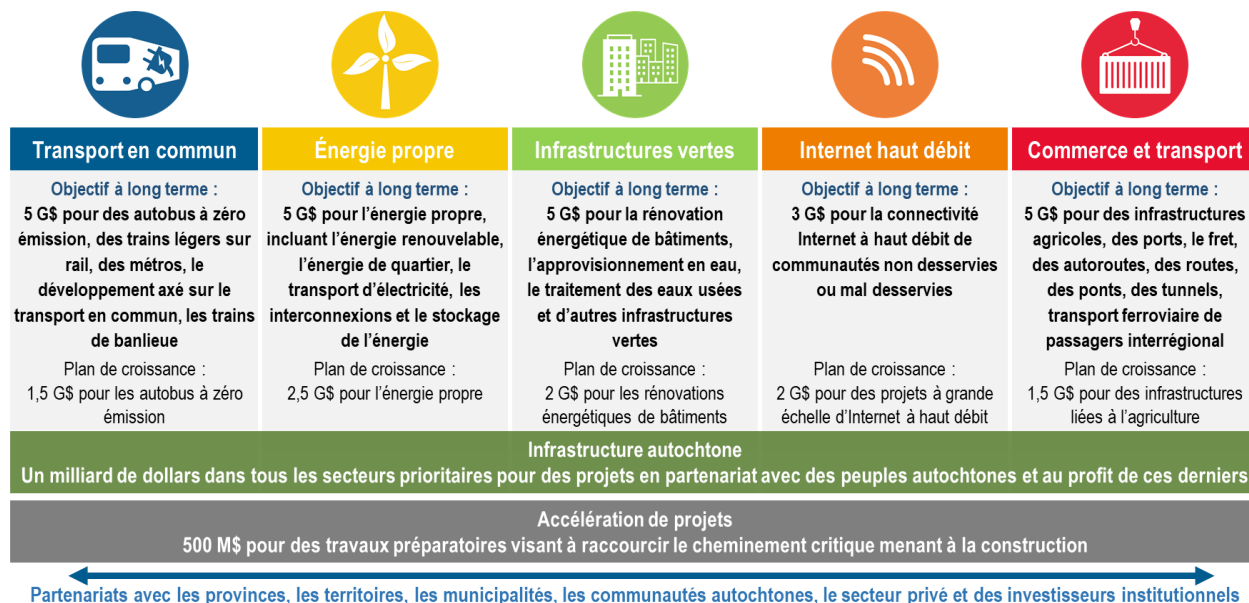 Transport en commun
Objectif à long terme :
5 G$ pour des autobus à zéro
émission, des trains légers sur
rail, des métros, le
développement axé sur le
transport en commun, les trains
de banlieue
Plan de croissance :
1,5 G$ pour les autobus à zéro
émission
Énergie propre
Objectif à long terme :
5 G$ pour l’énergie propre,
incluant l’énergie renouvelable,
l’énergie de quartier, le
transport d’électricité, les
interconnexions et le stockage
de l’énergie
Plan de croissance :
2,5 G$ pour l’énergie propre
Infrastructures vertes
Objectif à long terme :
5 G$ pour la rénovation
énergétique de bâtiments,
l’approvisionnement en eau,
le traitement des eaux usées
et d’autres infrastructures
vertes
Plan de croissance :
2 G$ pour les rénovations
énergétiques de bâtiments
Internet haut débit
Objectif à long terme :
3 G$ pour la connectivité
Internet à haut débit de
communautés non desservies
ou mal desservies
Plan de croissance :
2 G$ pour des projets à grande
échelle d’Internet à haut débit
Commerce et transport
Objectif à long terme :
5 G$ pour des infrastructures
agricoles, des ports, le fret,
des autoroutes, des routes,
des ponts, des tunnels,
transport ferroviaire de
passagers interrégional
Plan de croissance :
1,5 G$ pour des infrastructures
liées à l’agriculture
Infrastructure autochtone
Un milliard de dollars dans tous les secteurs prioritaires pour des projets en partenariat avec des peuples autochtones et au profit de ces derniers
Accélération de projets
500 M$ pour des travaux préparatoires visant à raccourcir le cheminement critique menant à la construction
Partenariats avec les provinces, les territoires, les municipalités, les communautés autochtones, le secteur privé et des investisseurs institutionnels